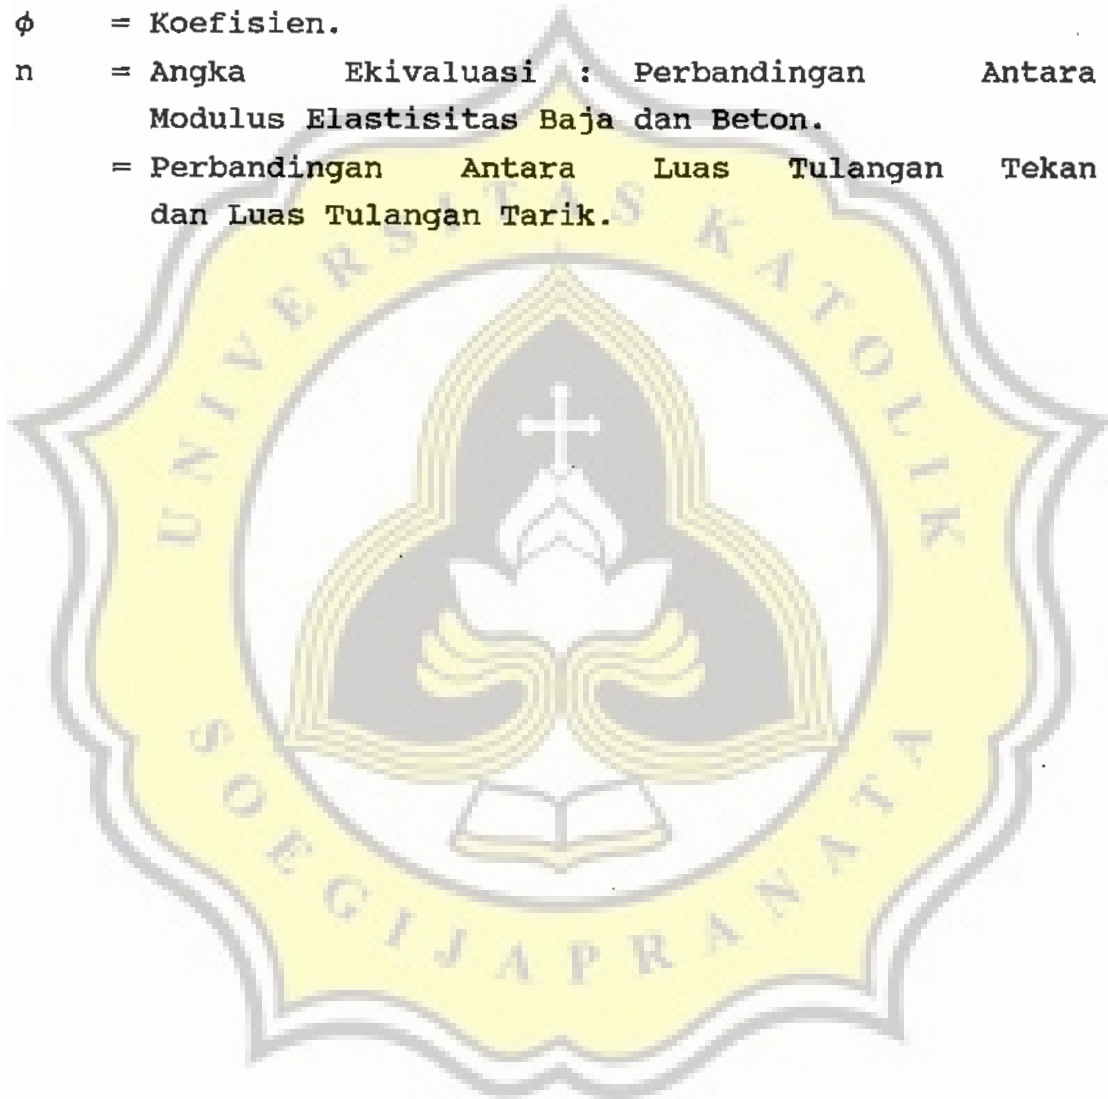 ϕ = Koefisien.
n = Angka Ekivaluasi : Perbandingan Antara
Modulus Elastisitas Baja dan Beton.
= Perbandingan Antara Luas Tulangan Tekan
dan Luas Tulangan Tarik.
UNIVERSITAS KATOLIK
SOEGIJAPRANATA